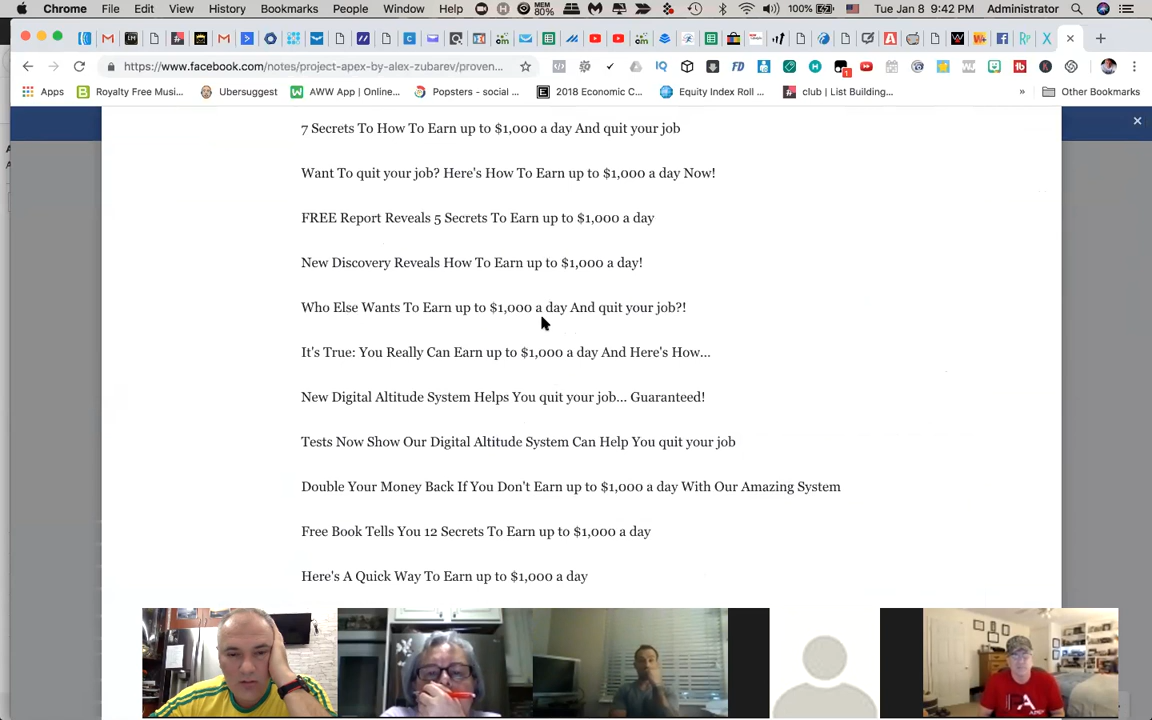 Chrome File Edit View History Bookmarks People Window Help MEM 80% 100% Tue Jan 8 9:42 PM Administrator
https://www.facebook.com/notes/project-apex-by-alex-zubarev/proven...
Apps Royalty Free Musi... Ubersuggest AWW App | Online... Popsters - social ... 2018 Economic C... Equity Index Roll ... club | List Building... » Other Bookmarks
7 Secrets To How To Earn up to $1,000 a day And quit your job
Want To quit your job? Here's How To Earn up to $1,000 a day Now!
FREE Report Reveals 5 Secrets To Earn up to $1,000 a day
New Discovery Reveals How To Earn up to $1,000 a day!
Who Else Wants To Earn up to $1,000 a day And quit your job?!
It's True: You Really Can Earn up to $1,000 a day And Here's How...
New Digital Altitude System Helps You quit your job... Guaranteed!
Tests Now Show Our Digital Altitude System Can Help You quit your job
Double Your Money Back If You Don't Earn up to $1,000 a day With Our Amazing System
Free Book Tells You 12 Secrets To Earn up to $1,000 a day
Here's A Quick Way To Earn up to $1,000 a day